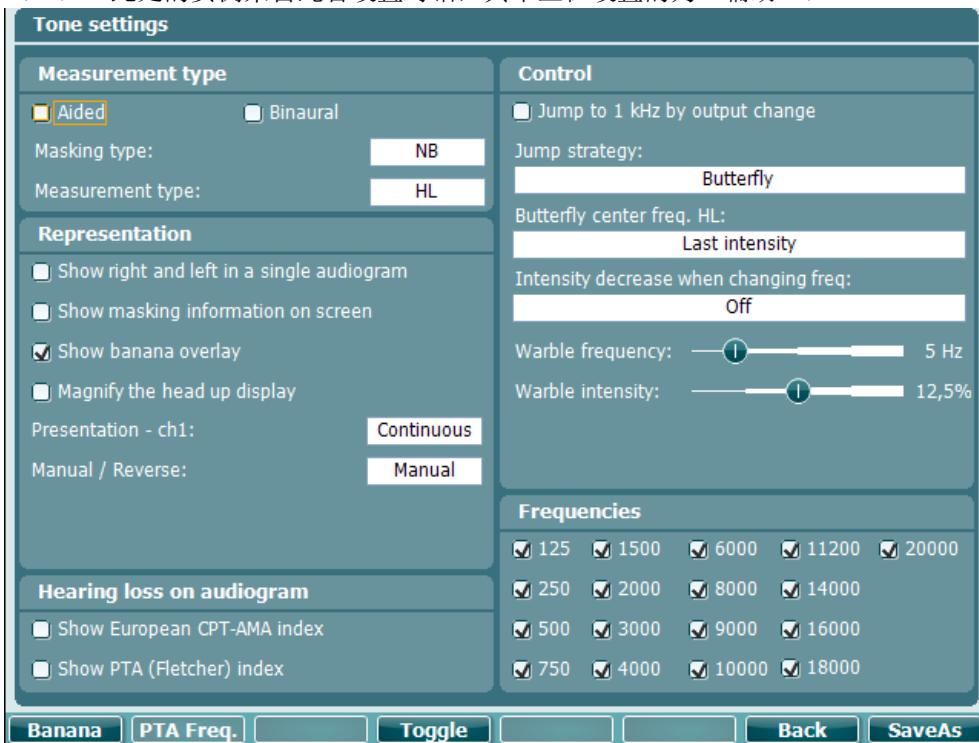 Tone settings
Measurement type
Aided Binaural
Masking type: NB
Measurement type: HL
Representation
Show right and left in a single audiogram
Show masking information on screen
Show banana overlay
Magnify the head up display
Presentation - ch1: Continuous
Manual / Reverse: Manual
Hearing loss on audiogram
Show European CPT-AMA index
Show PTA (Fletcher) index
Control
Jump to 1 kHz by output change
Jump strategy:
Butterfly
Butterfly center freq. HL:
Last intensity
Intensity decrease when changing freq:
Off
Warble frequency: 5 Hz
Warble intensity: 12,5%
Frequencies
125 1500 6000 11200 20000
250 2000 8000 14000
500 3000 9000 16000
750 4000 10000 18000
Banana PTA Freq. Toggle Back SaveAs